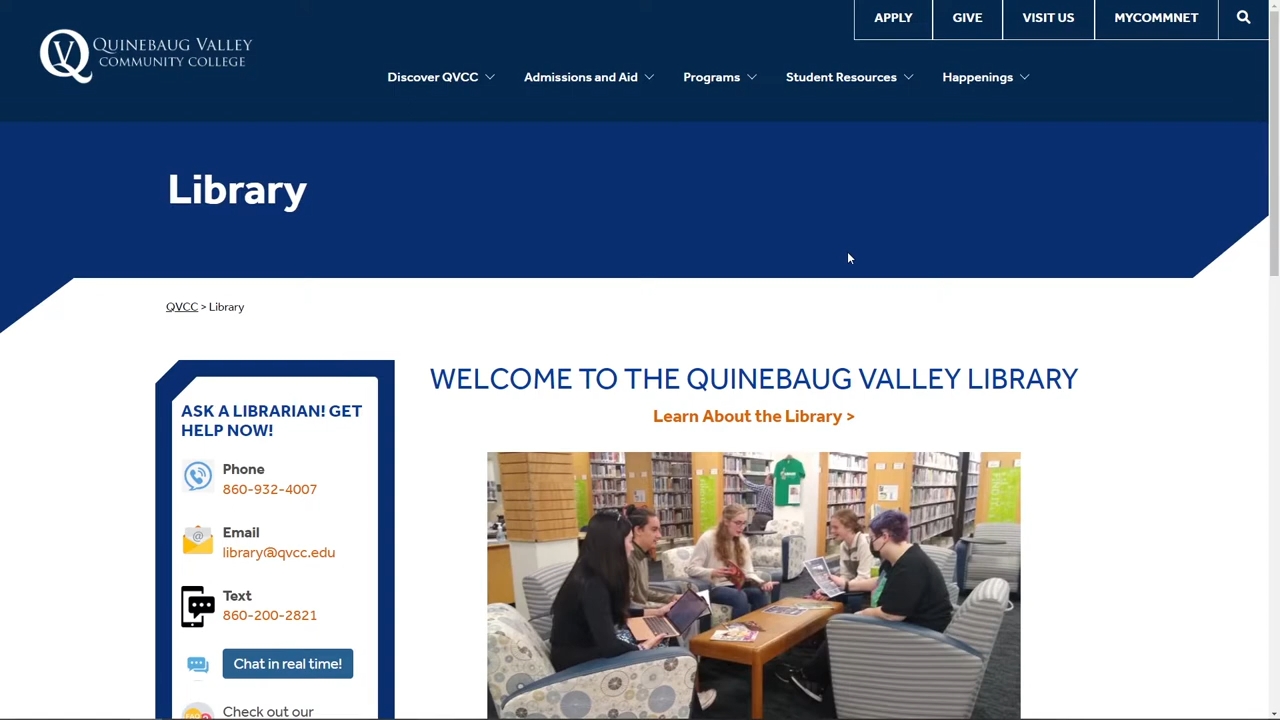 APPLY
GIVE
VISIT US
MYCOMMNET
QUINEBAUG VALLEY
COMMUNITY COLLEGE
Discover QVCC
Admissions and Aid
Programs
Student Resources
Happenings
Library
QVCC > Library
ASK A LIBRARIAN! GET
HELP NOW!
Phone
860-932-4007
Email
library@qvcc.edu
Text
860-200-2821
Chat in real time!
Check out our
WELCOME TO THE QUINEBAUG VALLEY LIBRARY
Learn About the Library >